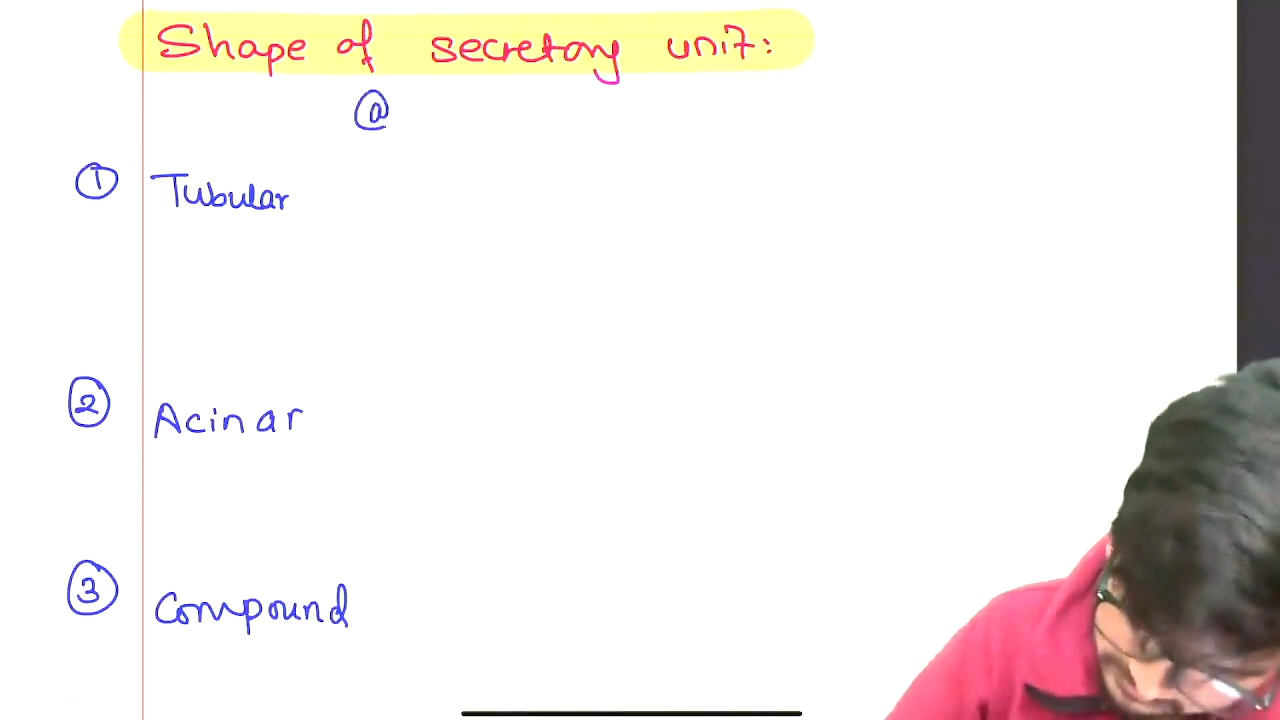 Shape of secretory unit:
@
① Tubular
② Acinar
③ Compound